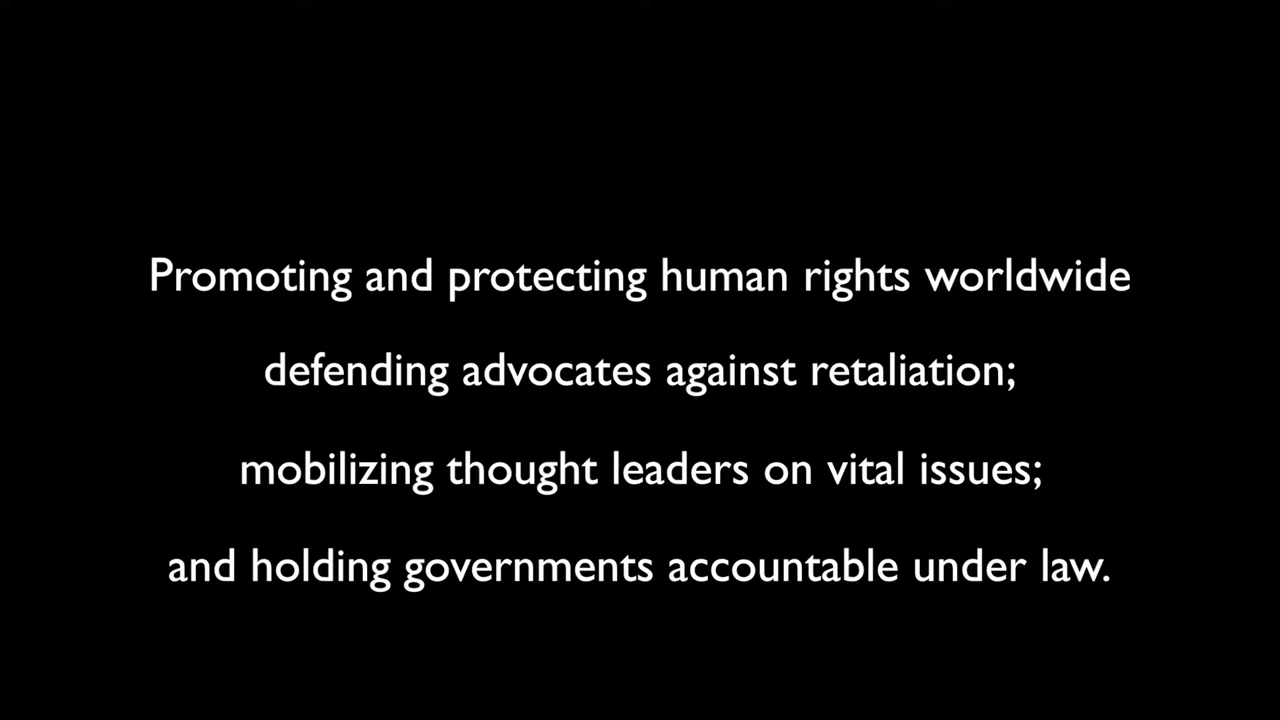 Promoting and protecting human rights worldwide
defending advocates against retaliation;
mobilizing thought leaders on vital issues;
and holding governments accountable under law.